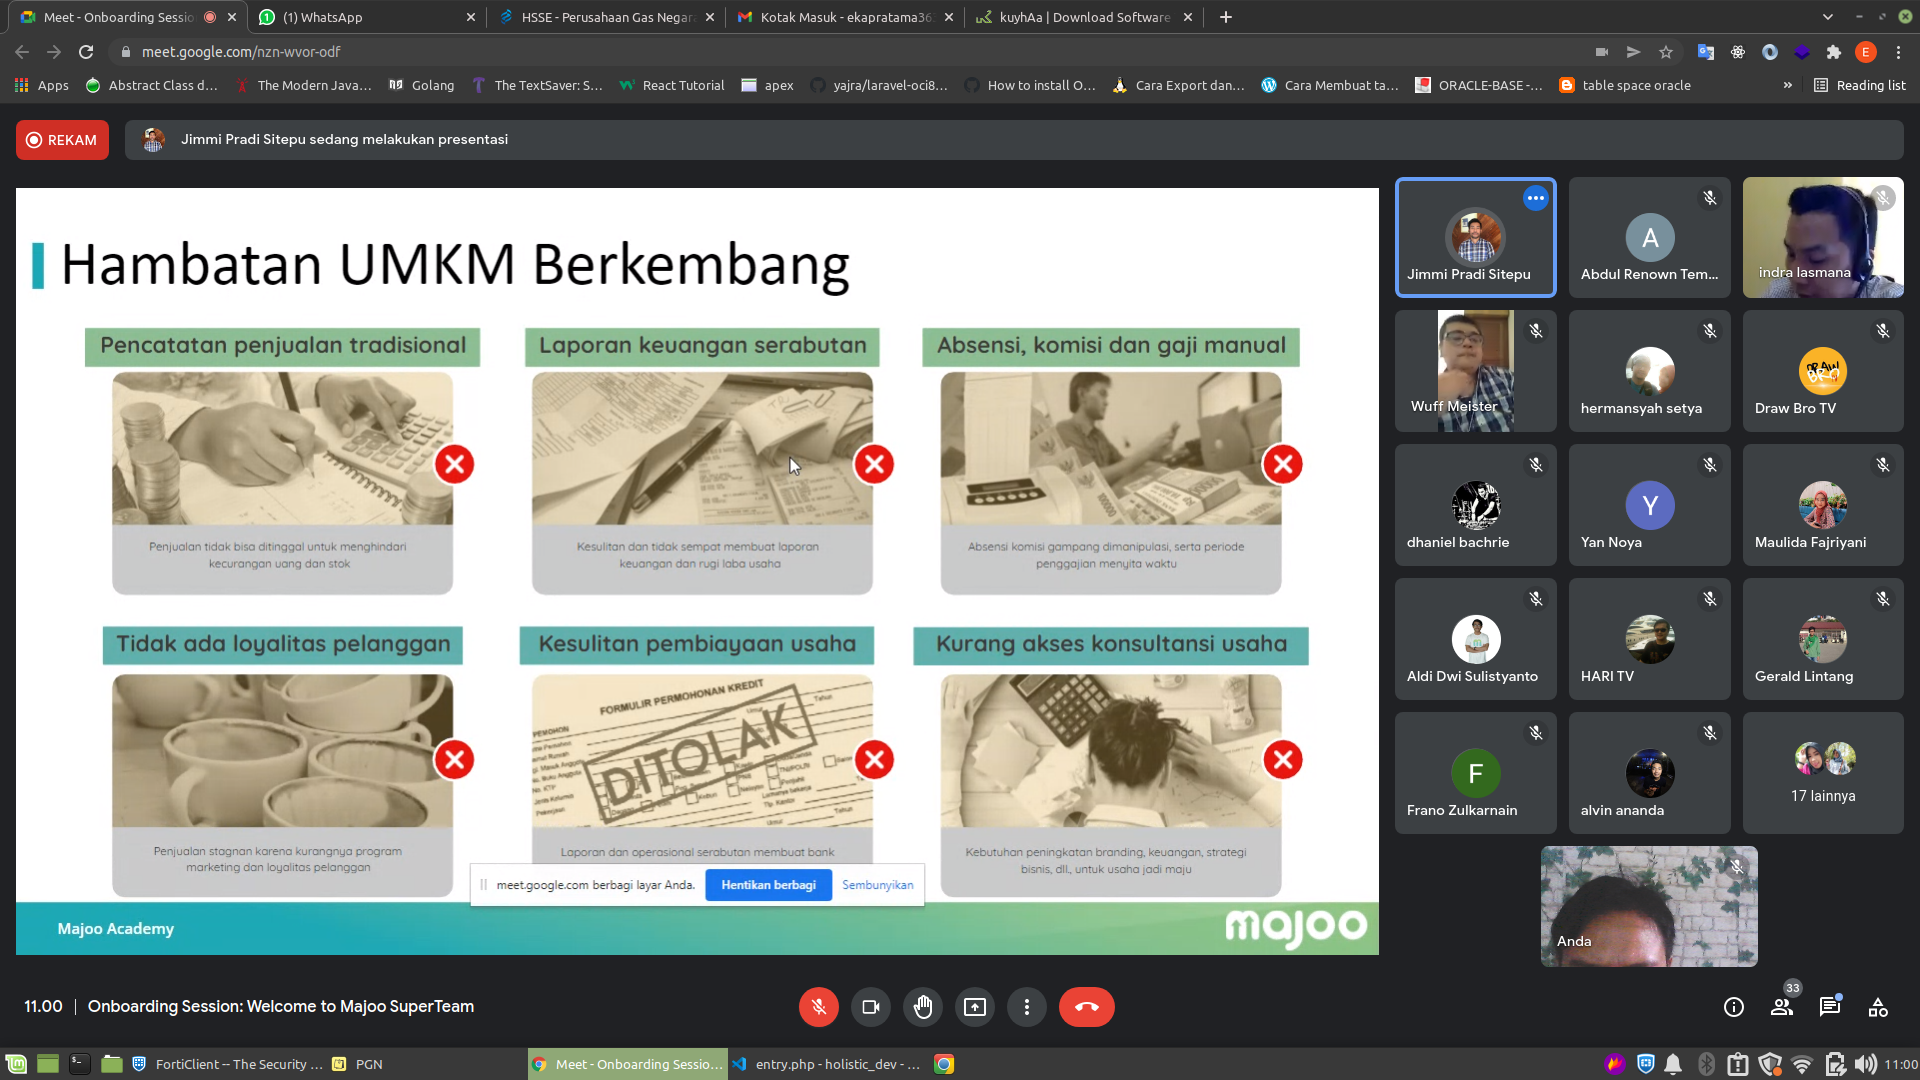 Meet - Onboarding Sessio
(1) WhatsApp
HSSE - Perusahaan Gas Negar
Kotak Masuk - ekapratama36
kuyhAa | Download Software
meet.google.com/nzn-wvor-odf
E
Apps
Abstract Class d...
The Modern Java...
Golang
The TextSaver: S...
React Tutorial
apex
yajra/laravel-oci8...
How to install O...
Cara Export dan...
Cara Membuat ta...
ORACLE-BASE -...
table space oracle
»
Reading list
REKAM
Jimmi Pradi Sitepu sedang melakukan presentasi
Hambatan UMKM Berkembang
Pencatatan penjualan tradisional
Laporan keuangan serabutan
Absensi, komisi dan gaji manual
Penjualan tidak bisa ditinggal untuk menghindari
kecurangan uang dan stok
Kesulitan dan tidak sempat membuat laporan
keuangan dan rugi laba usaha
Absensi komisi gampang dimanipulasi, serta periode
penggajian menyita waktu
Tidak ada loyalitas pelanggan
Kesulitan pembiayaan usaha
Kurang akses konsultansi usaha
FORMULIR PERMOHONAN KREDIT
DITOLAK
Penjualan stagnan karena kurangnya program
marketing dan loyalitas pelanggan
Laporan dan operasional serabutan membuat bank
Kebutuhan peningkatan branding, keuangan, strategi
bisnis, dll., untuk usaha jadi maju
meet.google.com berbagi layar Anda.
Hentikan berbagi
Sembunyikan
Majoo Academy
majoo
Jimmi Pradi Sitepu
A
Abdul Renown Tem...
indra lasmana
Wuff Meister
hermansyah setya
DRAW BRO
Draw Bro TV
dhaniel bachrie
Y
Yan Noya
Maulida Fajriyani
Aldi Dwi Sulistyanto
HARI TV
Gerald Lintang
F
Frano Zulkarnain
alvin ananda
17 lainnya
Anda
11.00 | Onboarding Session: Welcome to Majoo SuperTeam
33
FortiClient -- The Security ...
PGN
Meet - Onboarding Sessio...
entry.php - holistic_dev - ...
11:00